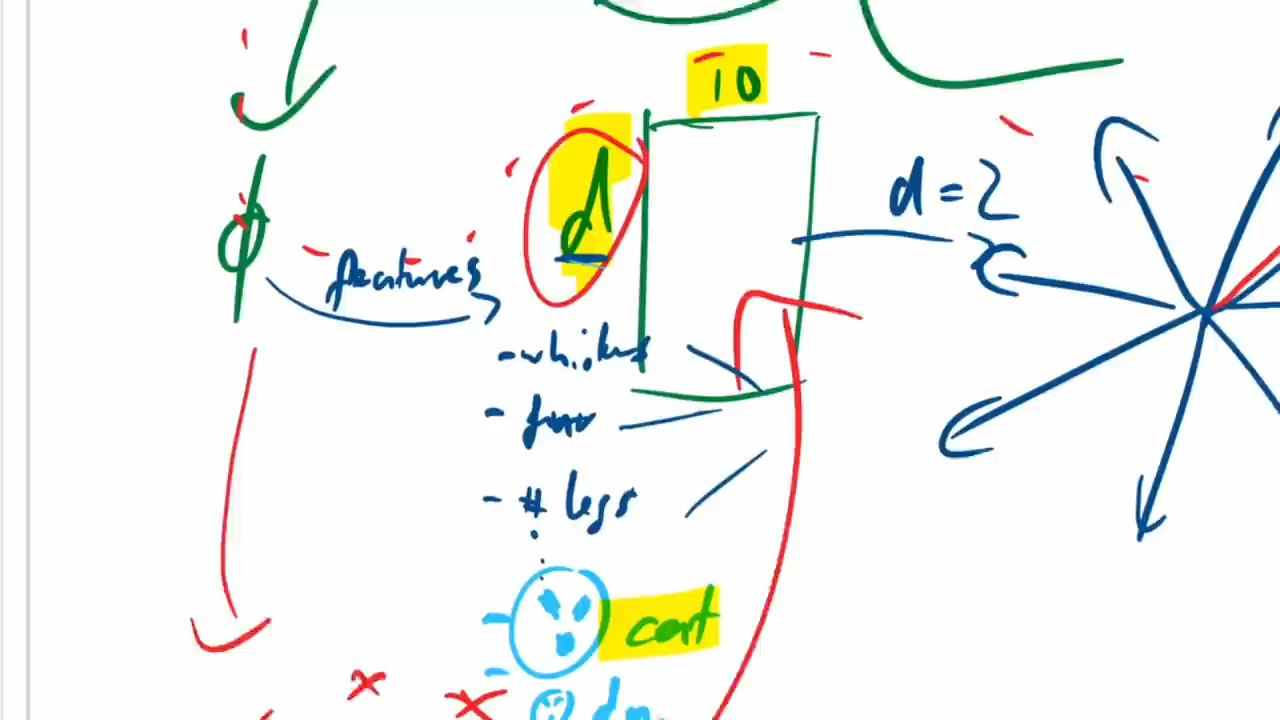 10
d
d = 2
ϕ
features
- whiskers
- fur
- # legs
cat